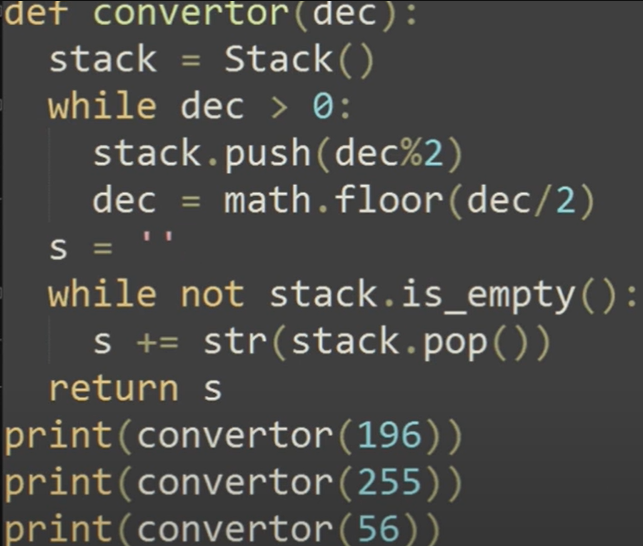 def convertor(dec):
  stack = Stack()
  while dec > 0:
    stack.push(dec%2)
    dec = math.floor(dec/2)
  s = ''
  while not stack.is_empty():
    s += str(stack.pop())
  return s
print(convertor(196))
print(convertor(255))
print(convertor(56))